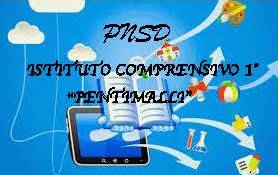 PNSD
ISTITUTO COMPRENSIVO 1°
“PENTIMALLI”